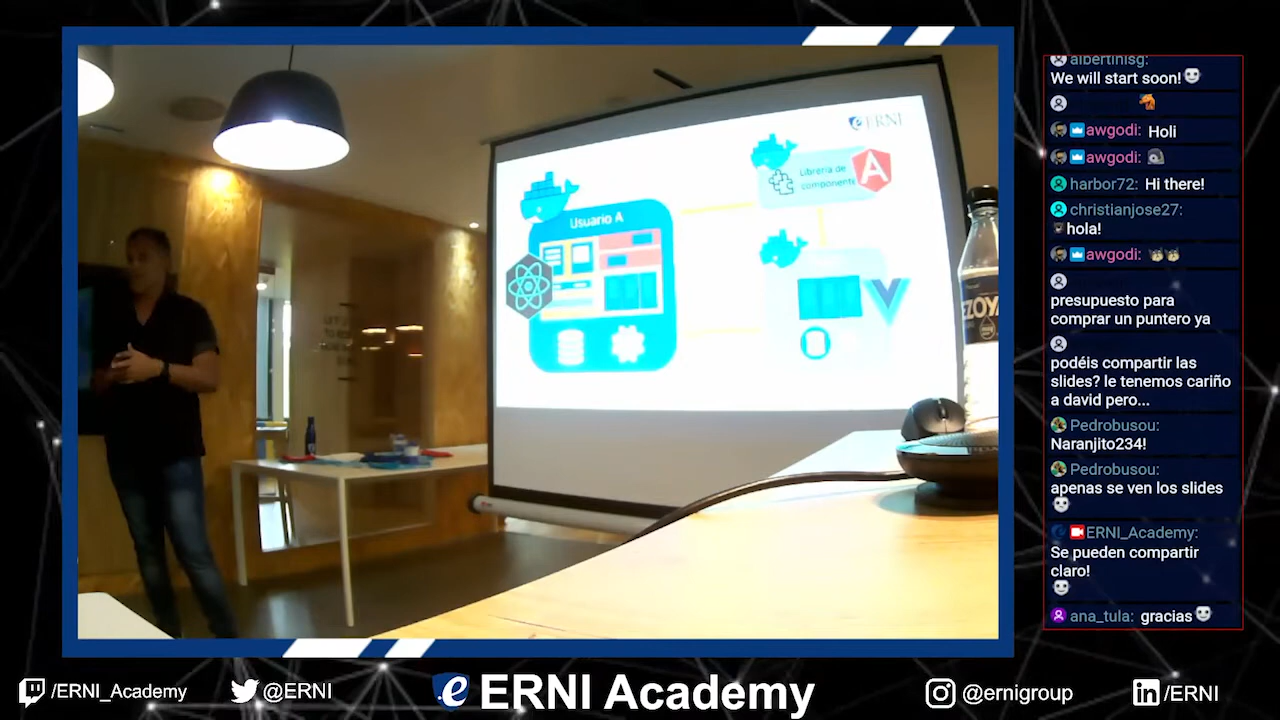 ERNI
Librería de
componente
Usuario A
albertinisg:
We will start soon!
awgodi: Holi
awgodi:
harbor72: Hi there!
christianjose27:
hola!
awgodi:
presupuesto para
comprar un puntero ya
podéis compartir las
slides? le tenemos cariño
a david pero...
Pedrobusou:
Naranjito234!
Pedrobusou:
apenas se ven los slides
ERNI_Academy:
Se pueden compartir
claro!
ana_tula: gracias
/ERNI_Academy
@ERNI
ERNI Academy
@ernigroup
/ERNI